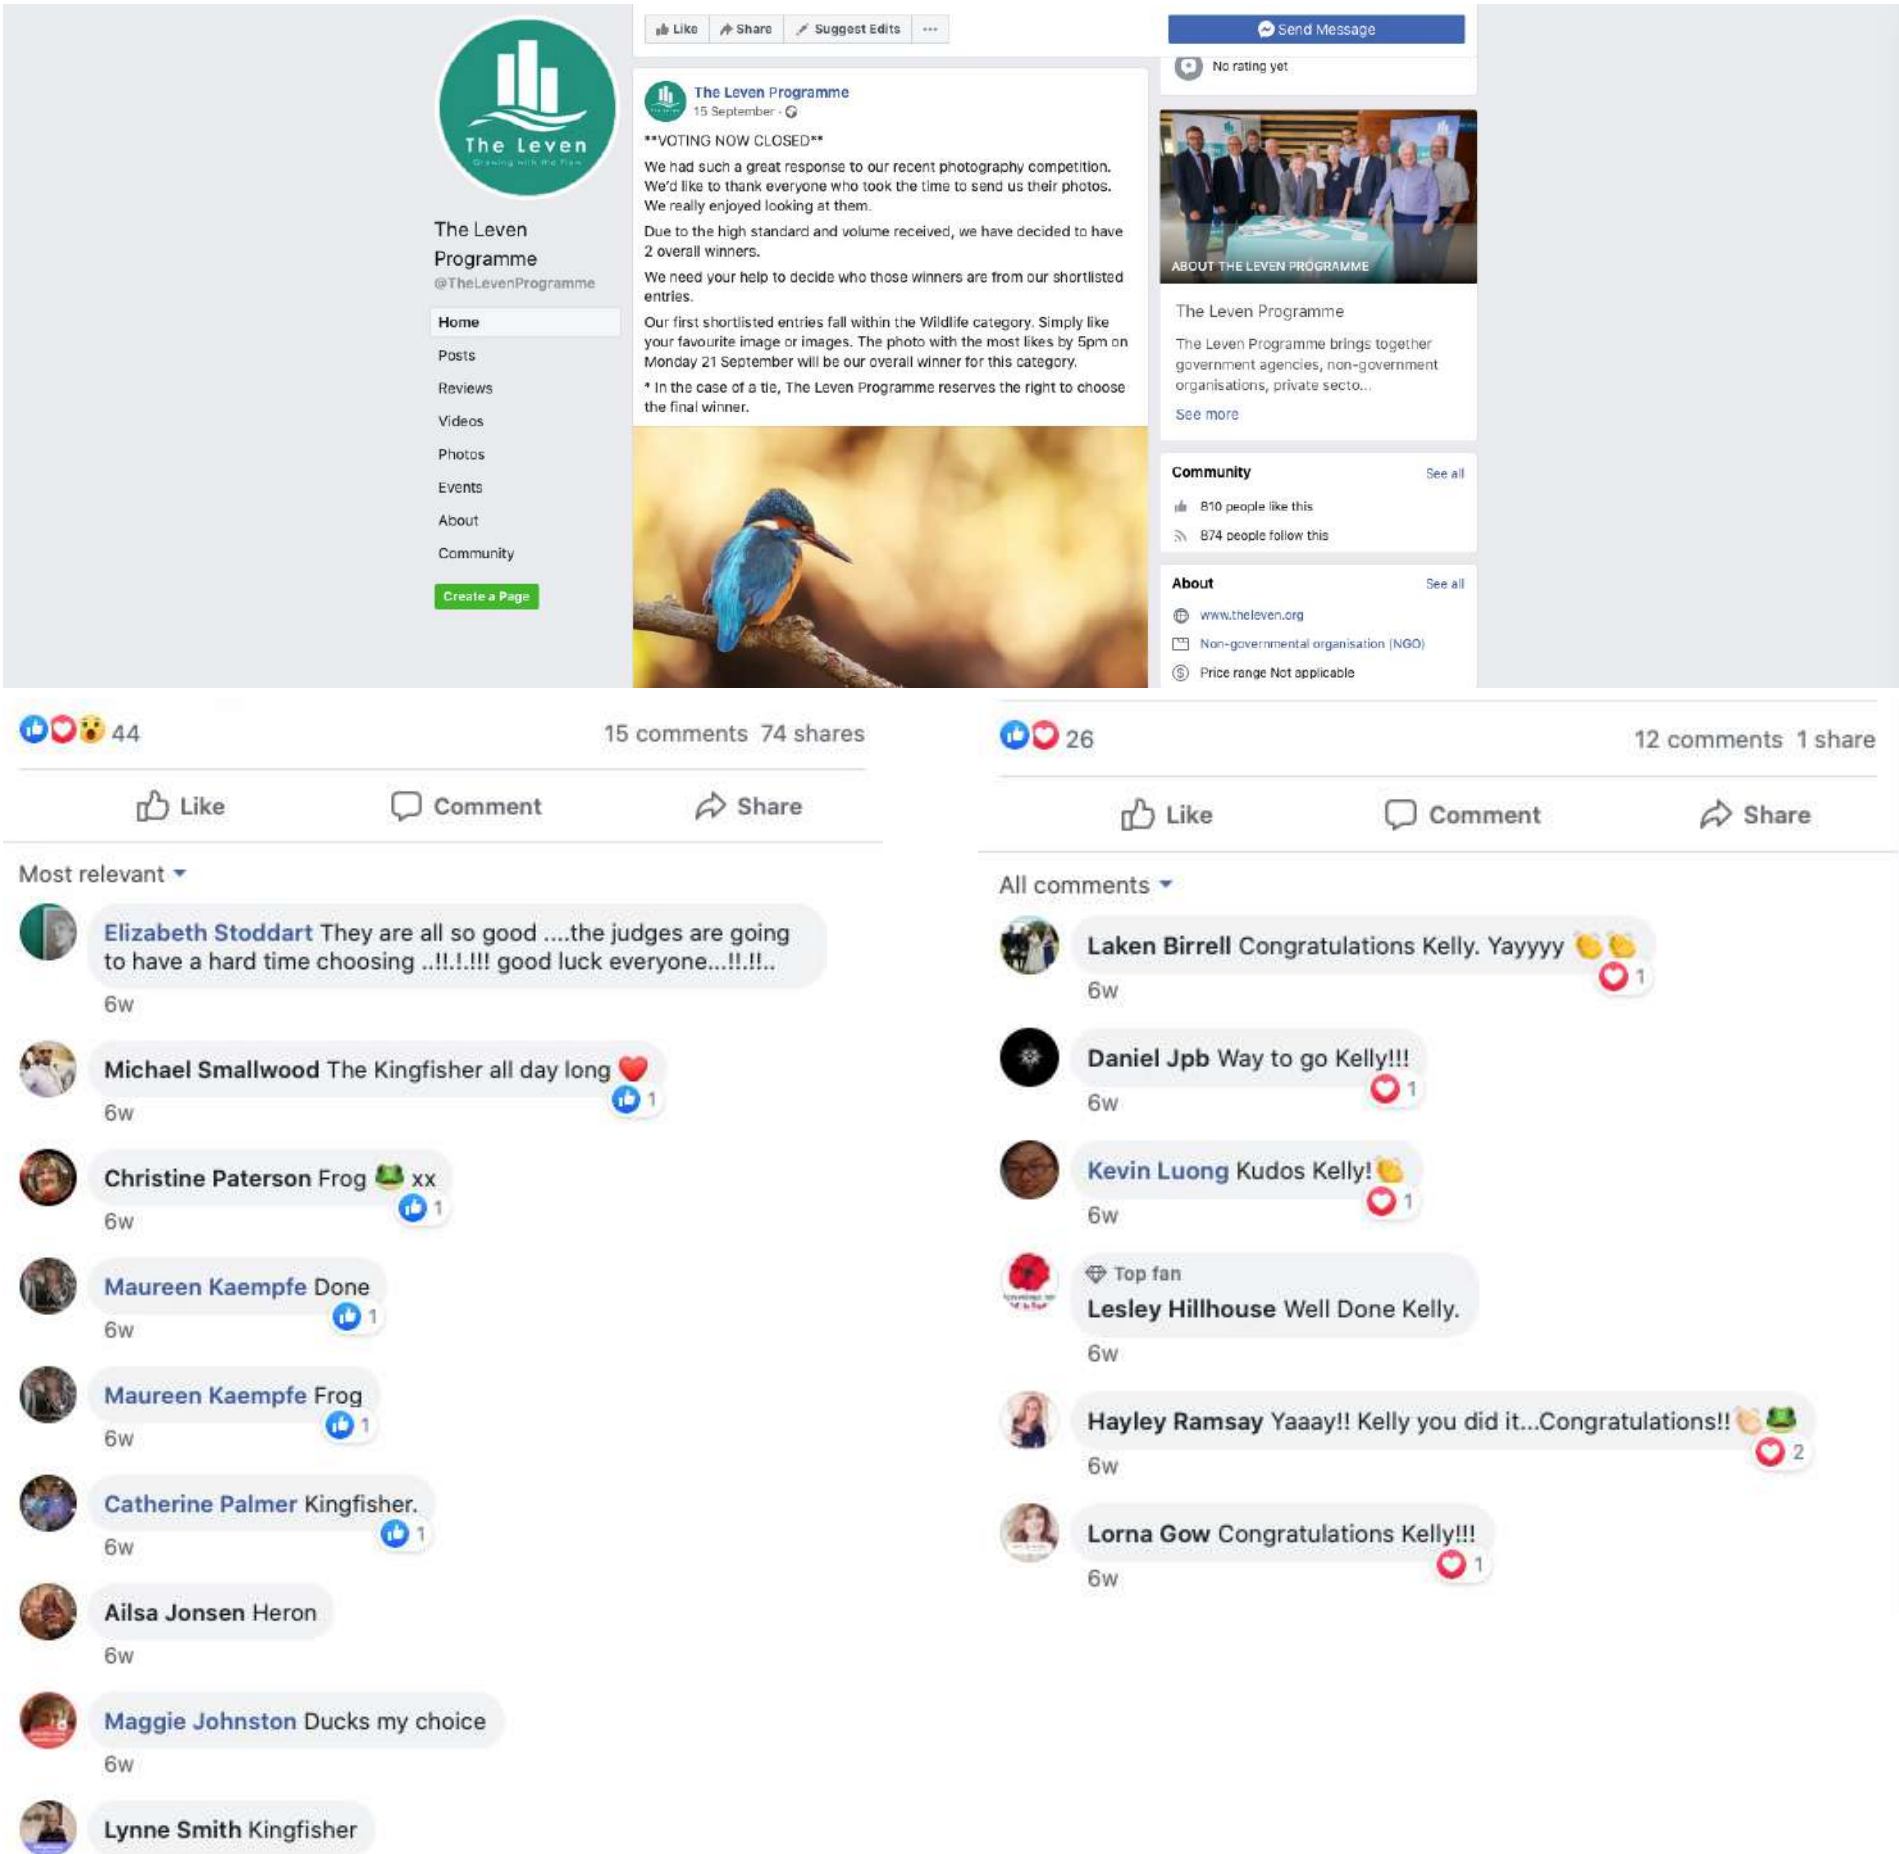 The Leven
Growing with the Flow
The Leven
Programme
@TheLevenProgramme
Home
Posts
Reviews
Videos
Photos
Events
About
Community
Create a Page
Like Share Suggest Edits ...
The Leven Programme
15 September ·
**VOTING NOW CLOSED**
We had such a great response to our recent photography competition.
We'd like to thank everyone who took the time to send us their photos.
We really enjoyed looking at them.
Due to the high standard and volume received, we have decided to have
2 overall winners.
We need your help to decide who those winners are from our shortlisted
entries.
Our first shortlisted entries fall within the Wildlife category. Simply like
your favourite image or images. The photo with the most likes by 5pm on
Monday 21 September will be our overall winner for this category.
* In the case of a tie, The Leven Programme reserves the right to choose
the final winner.
Send Message
No rating yet
ABOUT THE LEVEN PROGRAMME
The Leven Programme
The Leven Programme brings together
government agencies, non-government
organisations, private secto...
See more
Community See all
810 people like this
874 people follow this
About See all
www.theleven.org
Non-governmental organisation (NGO)
Price range Not applicable
44 15 comments 74 shares
Like Comment Share
Most relevant
Elizabeth Stoddart They are all so good ....the judges are going
to have a hard time choosing ..!!.!.!!! good luck everyone...!!.!!..
6w
Michael Smallwood The Kingfisher all day long ❤️
1
6w
Christine Paterson Frog 🐸 xx
1
6w
Maureen Kaempfe Done
1
6w
Maureen Kaempfe Frog
1
6w
Catherine Palmer Kingfisher.
1
6w
Ailsa Jonsen Heron
6w
Maggie Johnston Ducks my choice
6w
Lynne Smith Kingfisher
26 12 comments 1 share
Like Comment Share
All comments
Laken Birrell Congratulations Kelly. Yayyyy 👏👏
1
6w
Daniel Jpb Way to go Kelly!!!
1
6w
Kevin Luong Kudos Kelly!👏
1
6w
Top fan
Lesley Hillhouse Well Done Kelly.
6w
Hayley Ramsay Yaaay!! Kelly you did it...Congratulations!!👏🐸
2
6w
Lorna Gow Congratulations Kelly!!!
1
6w